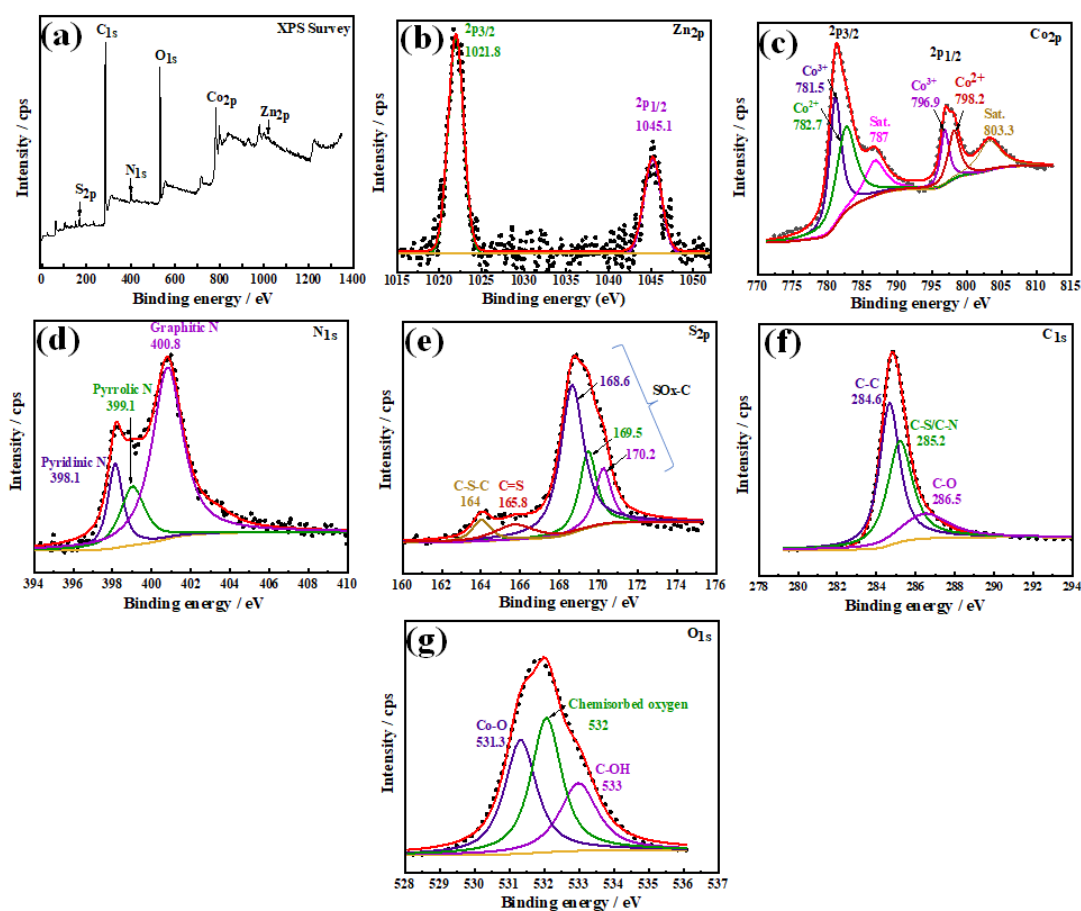 (a)
XPS Survey
C1s
O1s
Co2p
Zn2p
N1s
S2p
Intensity / cps
0 200 400 600 800 1000 1200 1400
Binding energy / eV
(b)
Zn2p
2p3/2
1021.8
2p1/2
1045.1
Intensity / cps
1015 1020 1025 1030 1035 1040 1045 1050
Binding energy (eV)
(c)
Co2p
2p3/2
2p1/2
Co3+
781.5
Co2+
782.7
Sat.
787
Co3+
796.9
Co2+
798.2
Sat.
803.3
Intensity / cps
770 775 780 785 790 795 800 805 810 815
Binding energy / eV
(d)
N1s
Graphitic N
400.8
Pyrrolic N
399.1
Pyridinic N
398.1
Intensity / cps
394 396 398 400 402 404 406 408 410
Binding energy / eV
(e)
S2p
168.6
SOx-C
169.5
170.2
C-S-C
164
C=S
165.8
Intensity / cps
160 162 164 166 168 170 172 174 176
Binding energy / eV
(f)
C1s
C-C
284.6
C-S/C-N
285.2
C-O
286.5
Intensity / cps
280 282 284 286 288 290 292 294
Binding energy / eV
(g)
O1s
Co-O
531.3
Chemisorbed oxygen
532
C-OH
533
Intensity / cps
528 529 530 531 532 533 534 535 536 537
Binding energy / eV